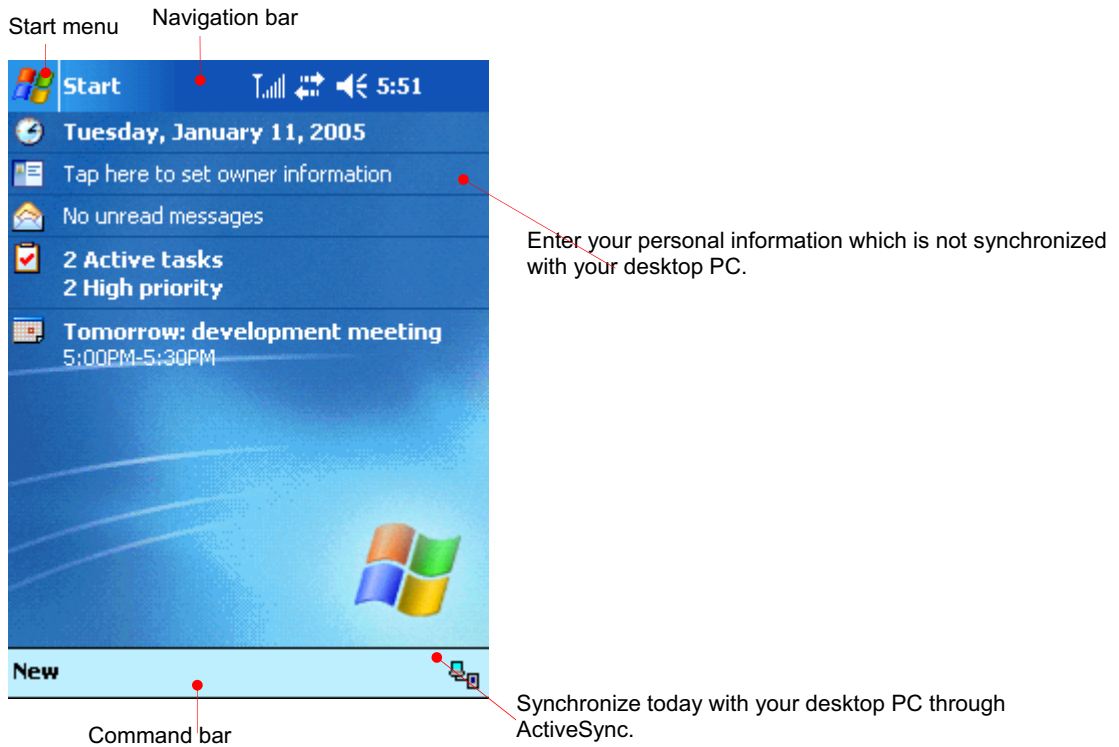 Start menu
Navigation bar
Start 5:51
Tuesday, January 11, 2005
Tap here to set owner information
No unread messages
2 Active tasks
2 High priority
Tomorrow: development meeting
5:00PM-5:30PM
Enter your personal information which is not synchronized
with your desktop PC.
New
Synchronize today with your desktop PC through
ActiveSync.
Command bar